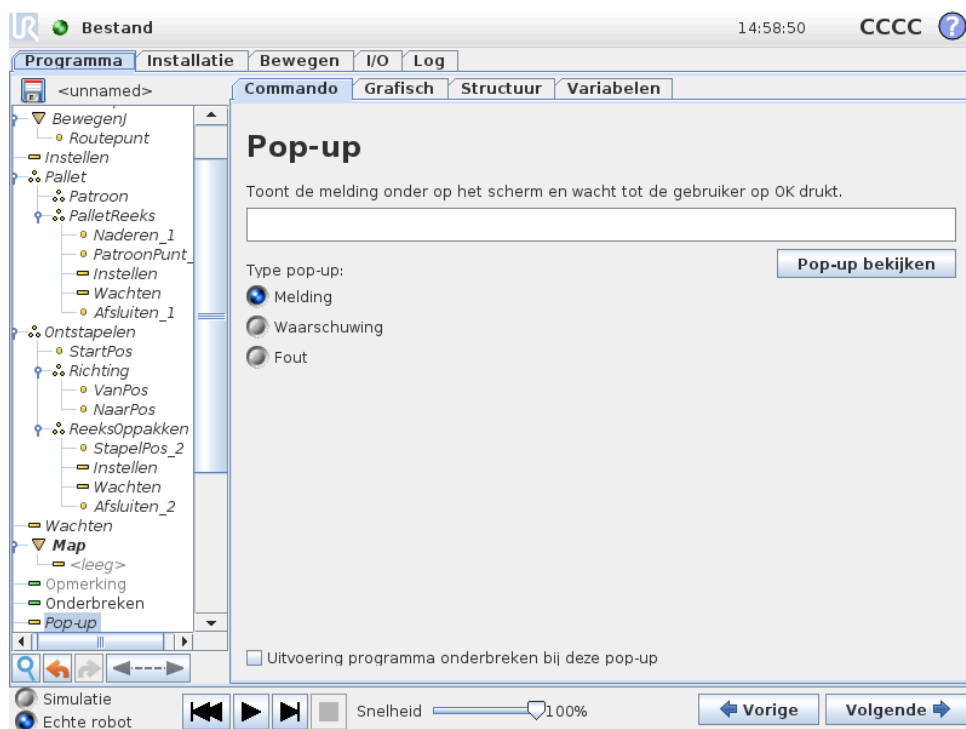 UR Bestand 14:58:50 CCCC ?
Programma Installatie Bewegen I/O Log
<unnamed>
Commando Grafisch Structuur Variabelen
BewegenJ
Routepunt
Instellen
Pallet
Patroon
PalletReeks
Naderen_1
PatroonPunt_
Instellen
Wachten
Afsluiten_1
Ontstapelen
StartPos
Richting
VanPos
NaarPos
ReeksOppakken
StapelPos_2
Instellen
Wachten
Afsluiten_2
Wachten
Map
<leeg>
Opmerking
Onderbreken
Pop-up
Pop-up
Toont de melding onder op het scherm en wacht tot de gebruiker op OK drukt.
Pop-up bekijken
Type pop-up:
Melding
Waarschuwing
Fout
Uitvoering programma onderbreken bij deze pop-up
Simulatie
Echte robot
Snelheid 100%
Vorige
Volgende